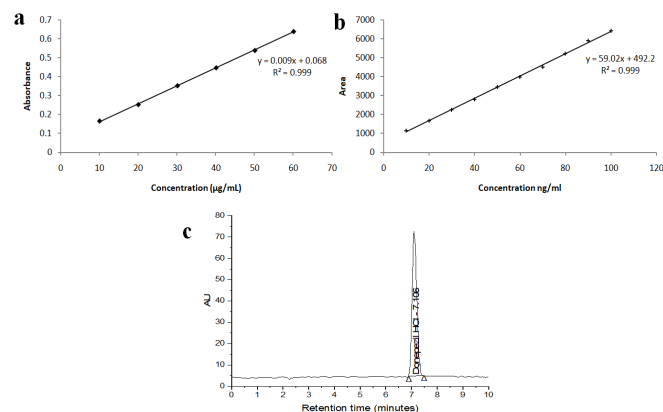 a
0.7
0.6
0.5
0.4
0.3
0.2
0.1
0
0 10 20 30 40 50 60 70
Absorbance
Concentration (µg/mL)
y = 0.009x + 0.068
R² = 0.999
b
7000
6000
5000
4000
3000
2000
1000
0
0 20 40 60 80 100 120
Area
Concentration ng/ml
y = 59.02x + 492.2
R² = 0.999
c
80
70
60
50
40
30
20
10
0
0 1 2 3 4 5 6 7 8 9 10
AU
Donepezil HCl - 7.106
Retention time (minutes)